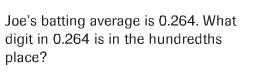 Joe's batting average is 0.264. What
digit in 0.264 is in the hundredths
place?